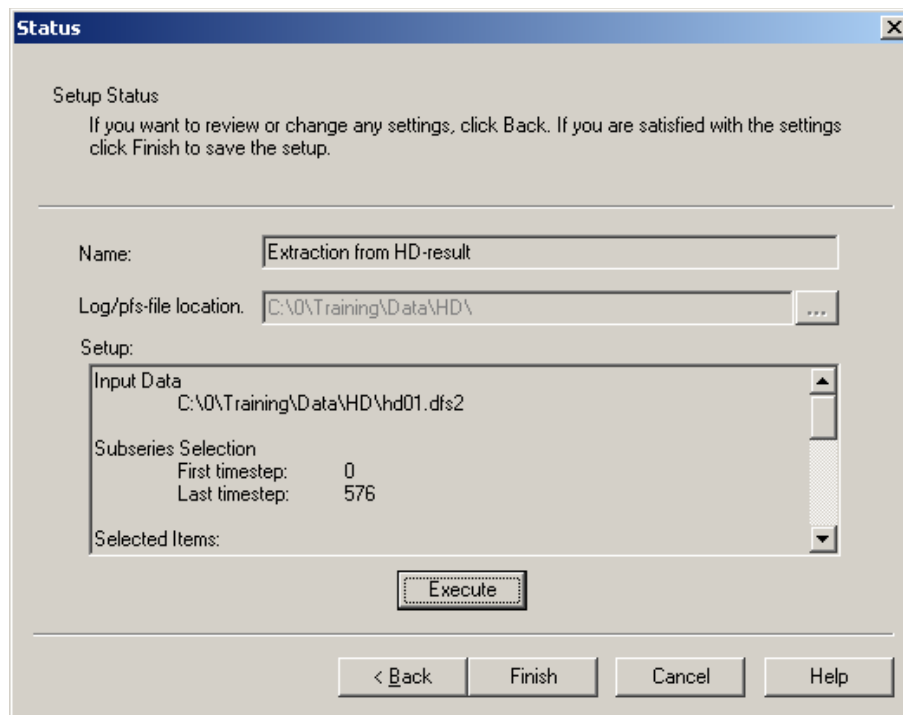 Status
Setup Status
If you want to review or change any settings, click Back. If you are satisfied with the settings
click Finish to save the setup.
Name:
Extraction from HD-result
Log/pfs-file location.
C:\0\Training\Data\HD\
...
Setup:
Input Data
C:\0\Training\Data\HD\hd01.dfs2
Subseries Selection
First timestep: 0
Last timestep: 576
Selected Items:
Execute
< Back
Finish
Cancel
Help